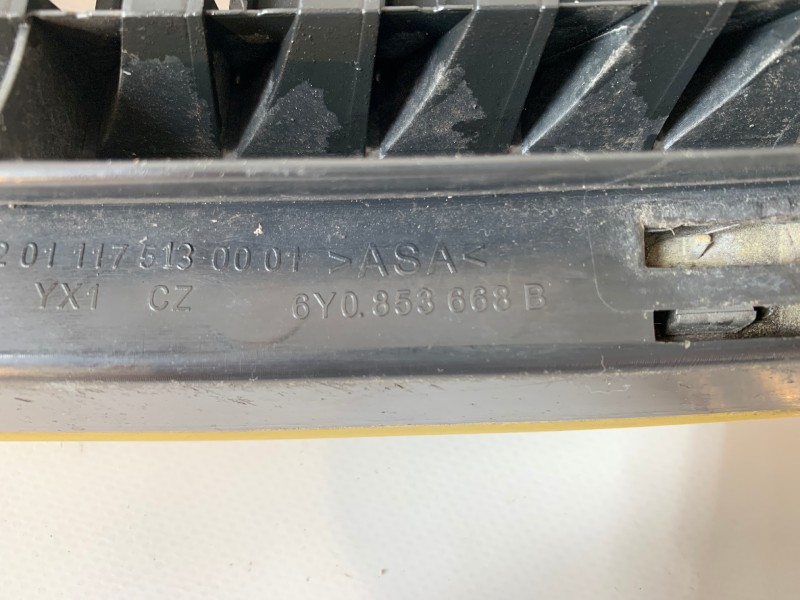 2 01 117 513 00 01 >ASA<
YX1 CZ 6Y0.853 668 B